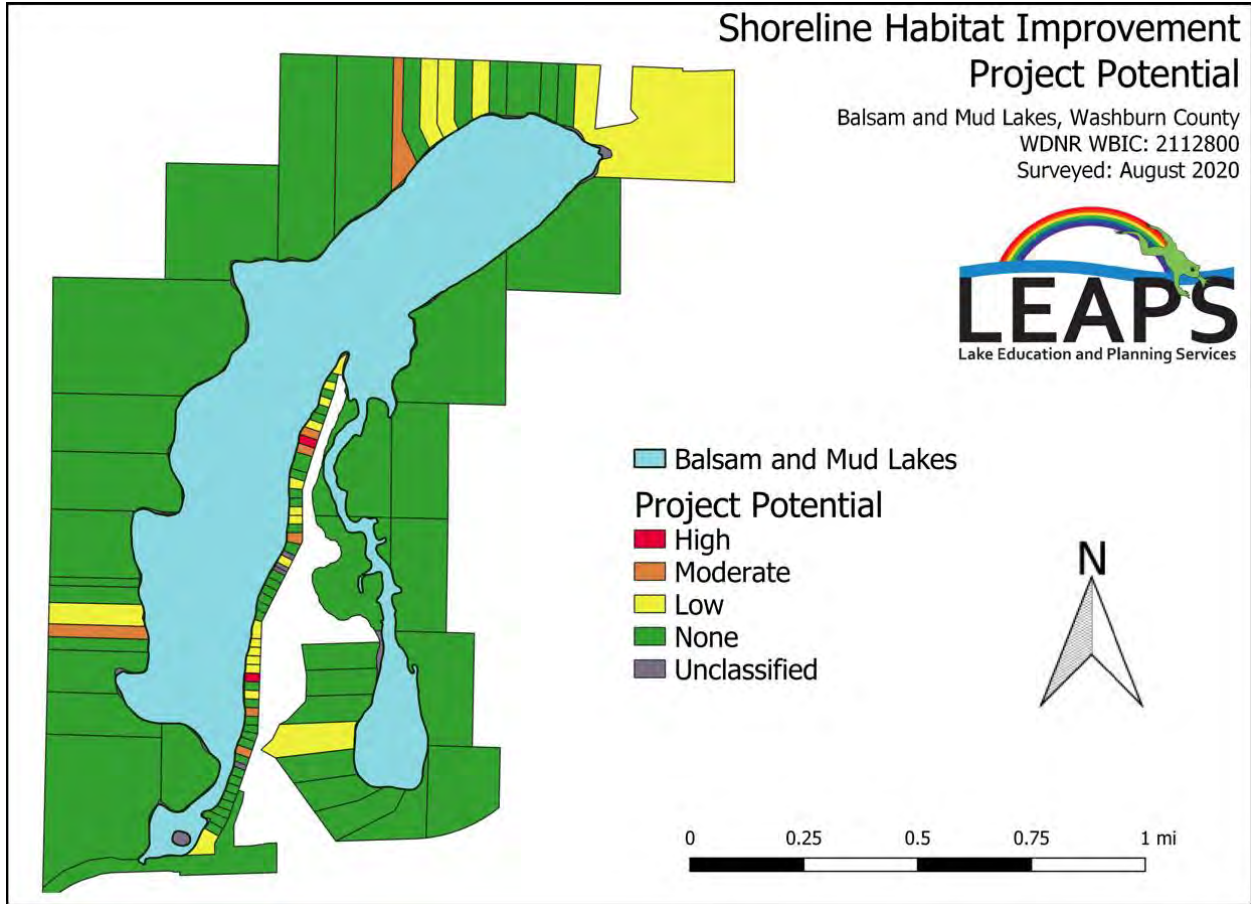 Shoreline Habitat Improvement
Project Potential
Balsam and Mud Lakes, Washburn County
WDNR WBIC: 2112800
Surveyed: August 2020
LEAPS
Lake Education and Planning Services
Balsam and Mud Lakes
Project Potential
High
Moderate
Low
None
Unclassified
N
0 0.25 0.5 0.75 1 mi